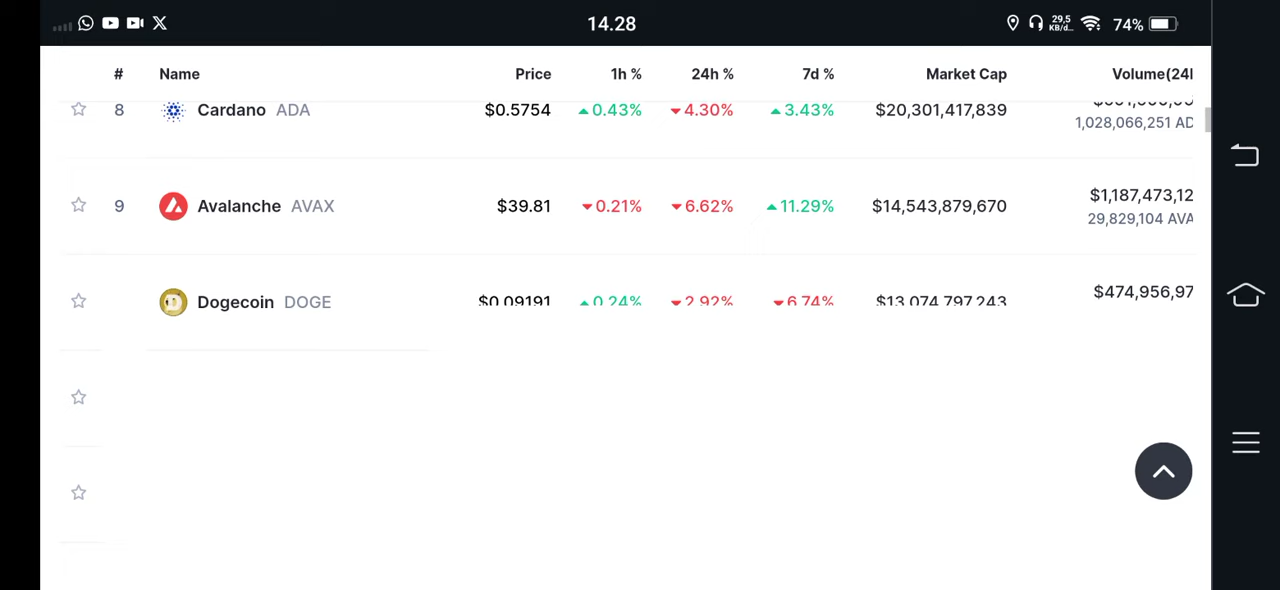 14.28
29,5
KB/d...
74%
# Name Price 1h % 24h % 7d % Market Cap Volume(24
8 Cardano ADA $0.5754 0.43% 4.30% 3.43% $20,301,417,839
1,028,066,251 AD
9 Avalanche AVAX $39.81 0.21% 6.62% 11.29% $14,543,879,670 $1,187,473,12
29,829,104 AVA
Dogecoin DOGE $0.09191 0.24% 2.92% 6.74% $13,074,797,243 $474,956,97